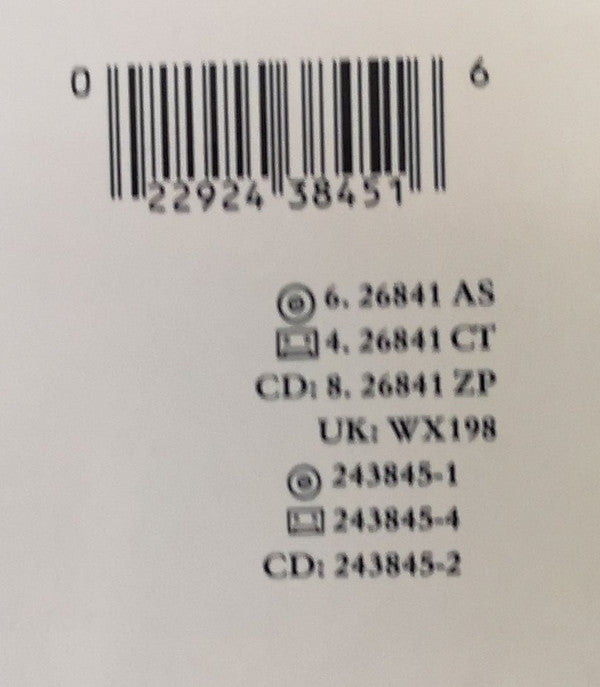 0 22924 38451 6
6. 26841 AS
4. 26841 CT
CD: 8. 26841 ZP
UK: WX198
243845-1
243845-4
CD: 243845-2